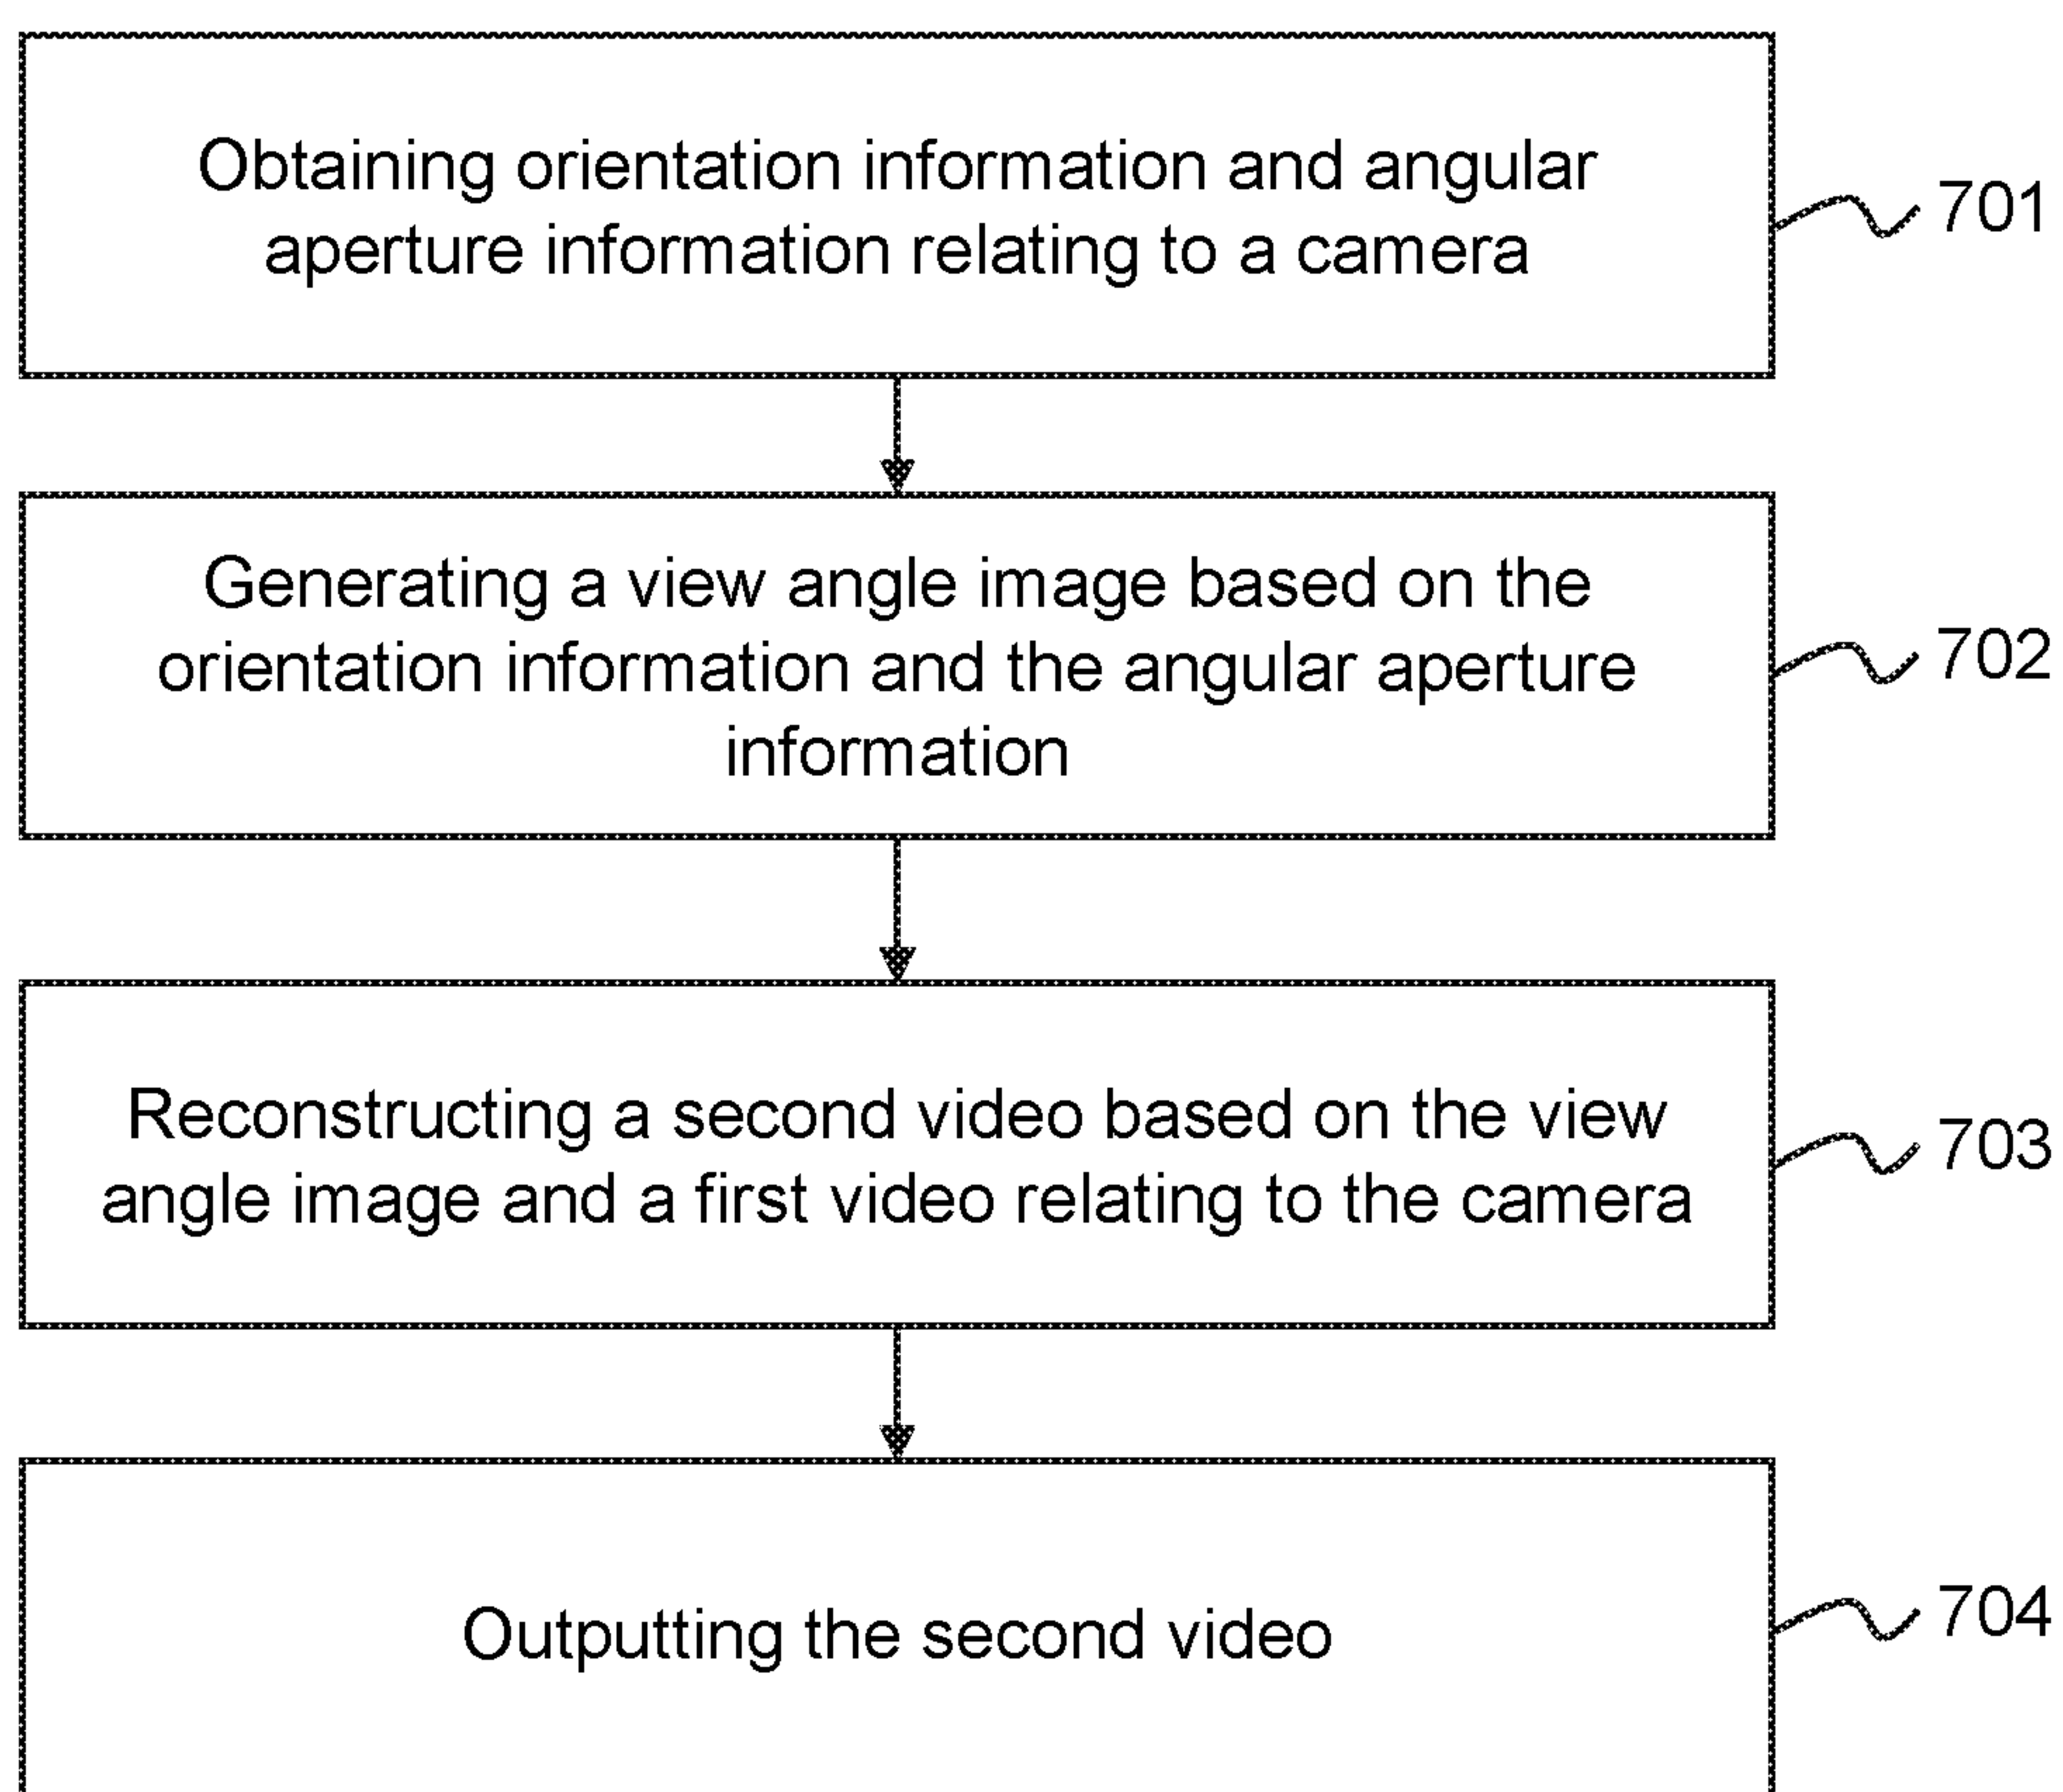 Obtaining orientation information and angular
aperture information relating to a camera
701
Generating a view angle image based on the
orientation information and the angular aperture
information
702
Reconstructing a second video based on the view
angle image and a first video relating to the camera
703
Outputting the second video
704